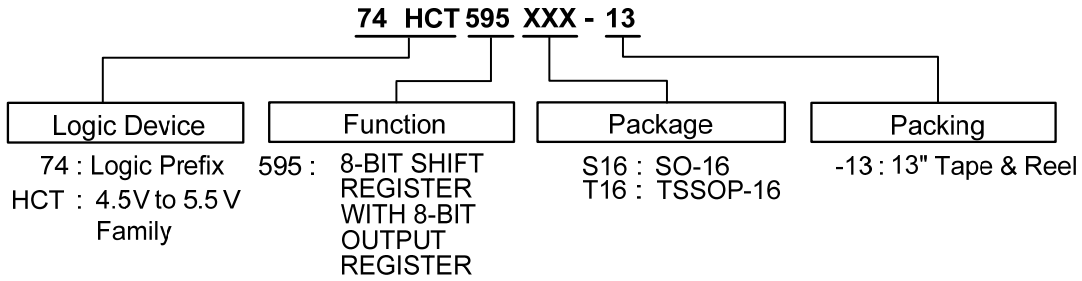 74 HCT 595 XXX - 13
Logic Device
74 : Logic Prefix
HCT : 4.5V to 5.5 V
Family
Function
595 : 8-BIT SHIFT
REGISTER
WITH 8-BIT
OUTPUT
REGISTER
Package
S16 : SO-16
T16 : TSSOP-16
Packing
-13 : 13" Tape & Reel